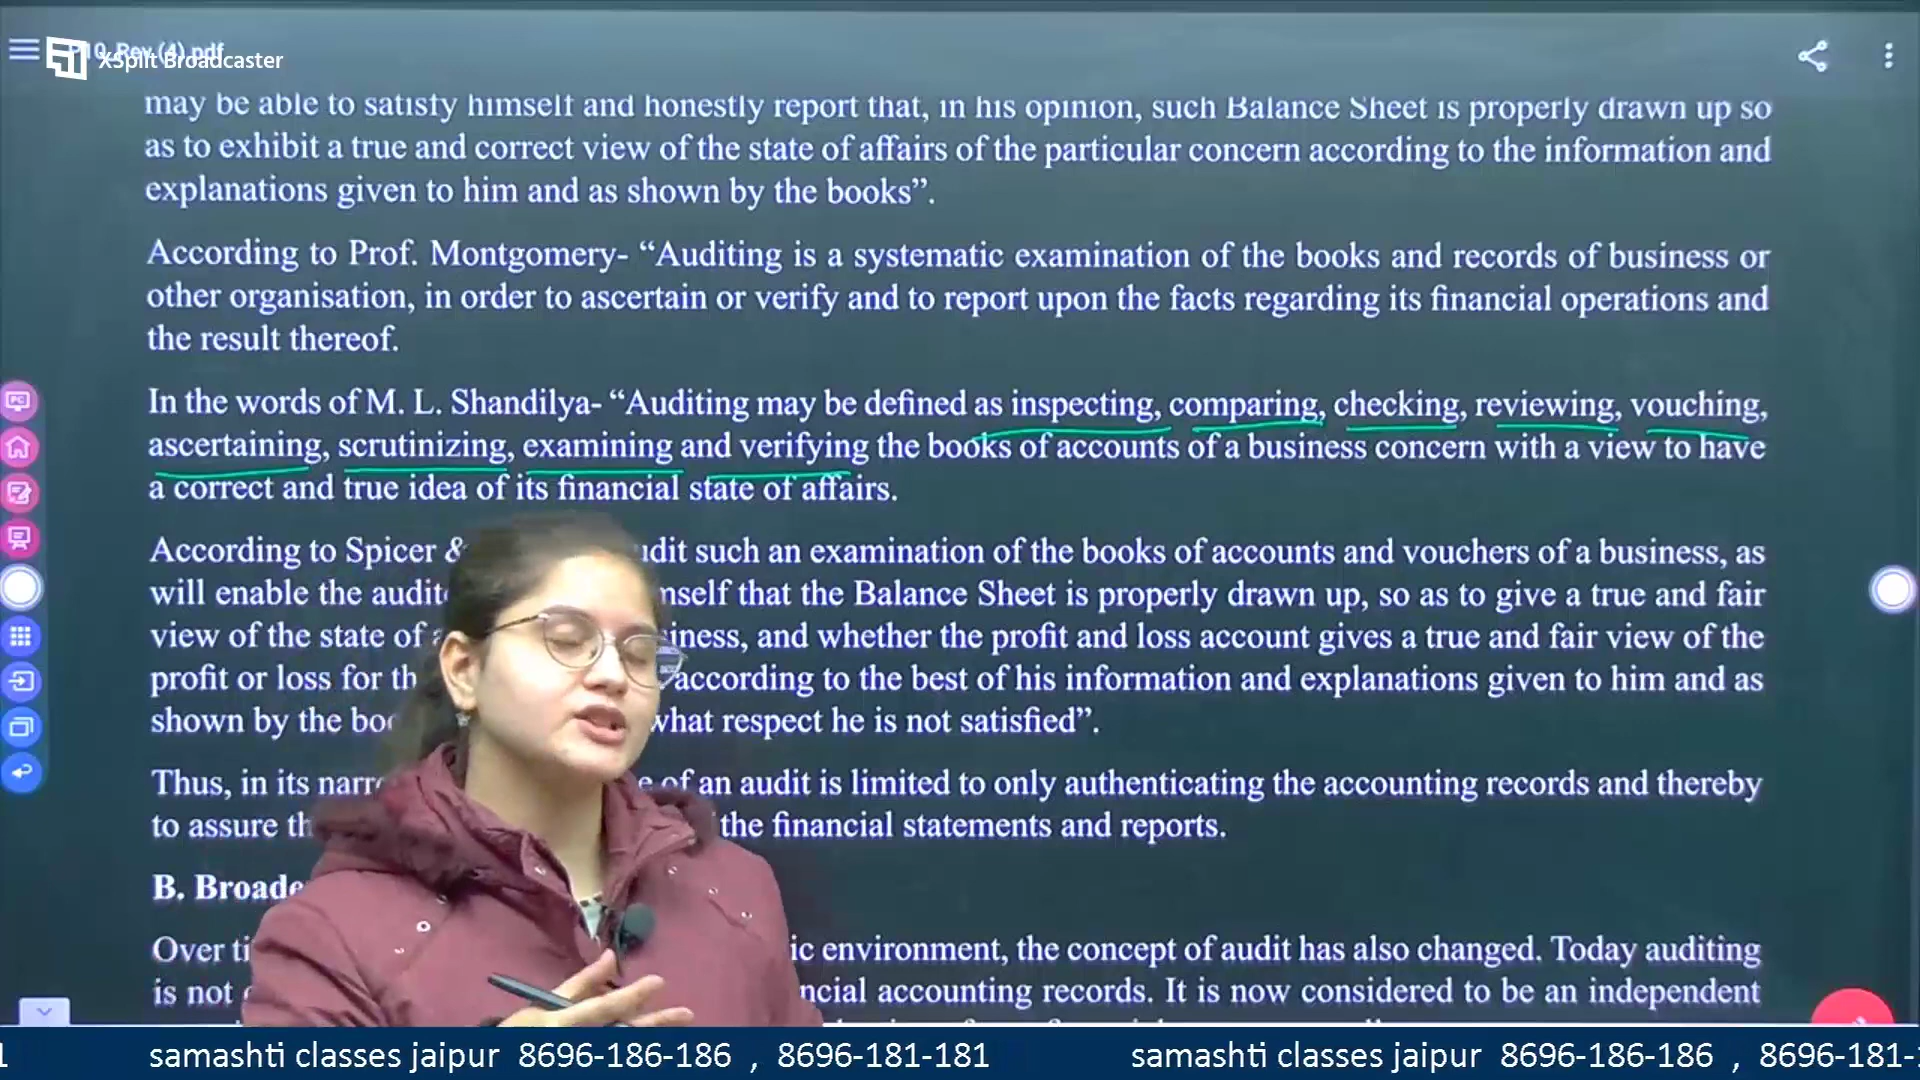 P10_Rev (4).pdf
XSplit Broadcaster
may be able to satisfy himself and honestly report that, in his opinion, such Balance Sheet is properly drawn up so
as to exhibit a true and correct view of the state of affairs of the particular concern according to the information and
explanations given to him and as shown by the books”.
According to Prof. Montgomery- “Auditing is a systematic examination of the books and records of business or
other organisation, in order to ascertain or verify and to report upon the facts regarding its financial operations and
the result thereof.
In the words of M. L. Shandilya- “Auditing may be defined as inspecting, comparing, checking, reviewing, vouching,
ascertaining, scrutinizing, examining and verifying the books of accounts of a business concern with a view to have
a correct and true idea of its financial state of affairs.
According to Spicer & such an examination of the books of accounts and vouchers of a business, as
will enable the that the Balance Sheet is properly drawn up, so as to give a true and fair
view of the state of and whether the profit and loss account gives a true and fair view of the
profit or loss for according to the best of his information and explanations given to him and as
shown by the what respect he is not satisfied”.
Thus, in its of an audit is limited to only authenticating the accounting records and thereby
to assure the financial statements and reports.
B.
Over environment, the concept of audit has also changed. Today auditing
is not accounting records. It is now considered to be an independent
samashti classes jaipur 8696-186-186 , 8696-181-181 samashti classes jaipur 8696-186-186 , 8696-181-